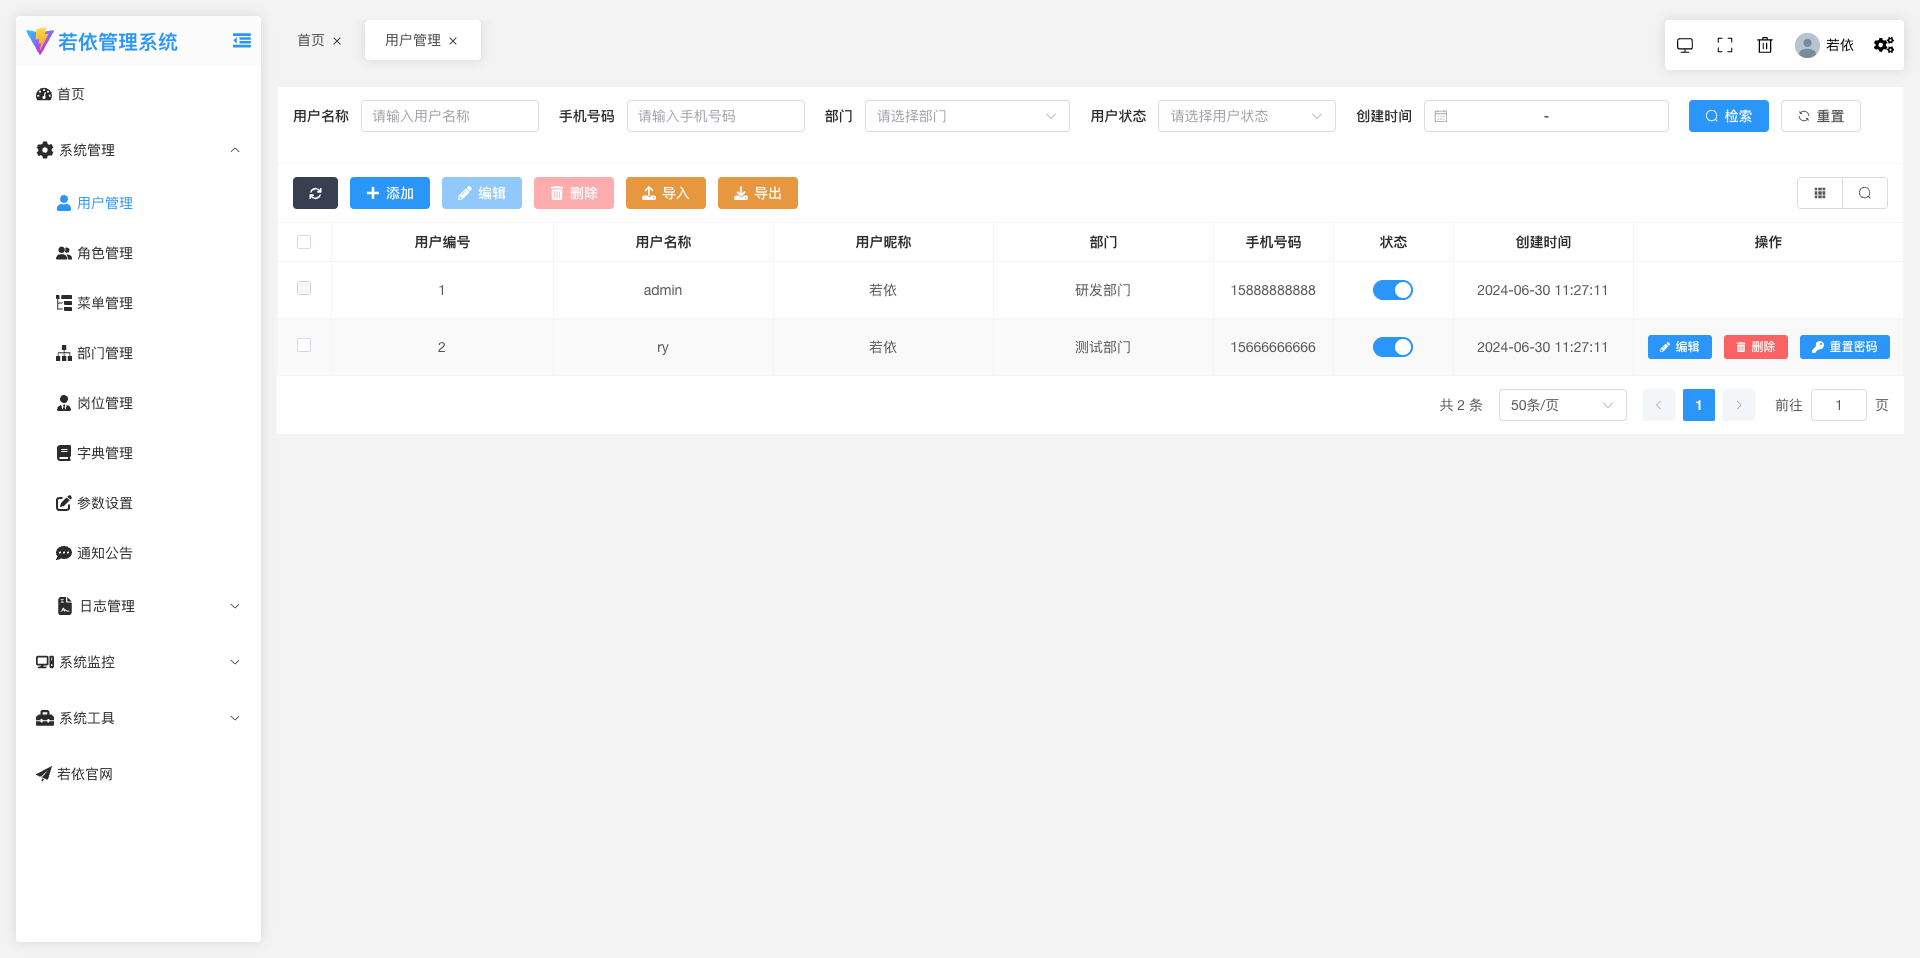 若依管理系统
首页
系统管理
用户管理
角色管理
菜单管理
部门管理
岗位管理
字典管理
参数设置
通知公告
日志管理
系统监控
系统工具
若依官网
首页 用户管理 若依
用户名称 请输入用户名称 手机号码 请输入手机号码 部门 请选择部门 用户状态 请选择用户状态 创建时间 - 检索 重置
添加 编辑 删除 导入 导出
用户编号 用户名称 用户昵称 部门 手机号码 状态 创建时间 操作
1 admin 若依 研发部门 15888888888 2024-06-30 11:27:11
2 ry 若依 测试部门 15666666666 2024-06-30 11:27:11 编辑 删除 重置密码
共 2 条 50条/页 1 前往 1 页